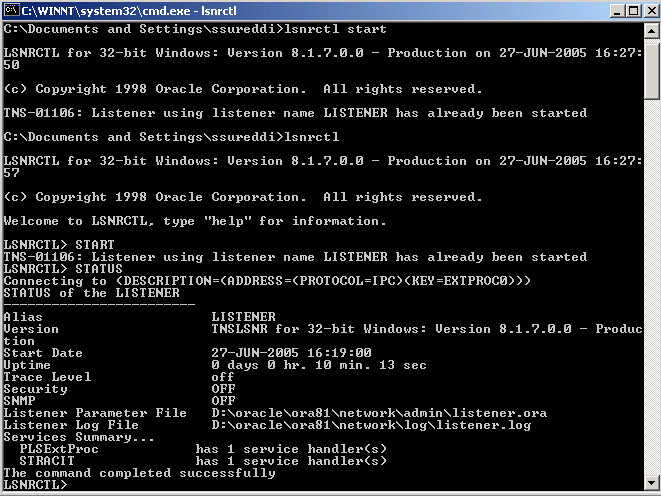 C:\WINNT\system32\cmd.exe - lsnrctl
C:\Documents and Settings\ssureddi>lsnrctl start
LSNRCTL for 32-bit Windows: Version 8.1.7.0.0 - Production on 27-JUN-2005 16:27:
50
(c) Copyright 1998 Oracle Corporation.  All rights reserved.
TNS-01106: Listener using listener name LISTENER has already been started
C:\Documents and Settings\ssureddi>lsnrctl
LSNRCTL for 32-bit Windows: Version 8.1.7.0.0 - Production on 27-JUN-2005 16:27:
57
(c) Copyright 1998 Oracle Corporation.  All rights reserved.
Welcome to LSNRCTL, type "help" for information.
LSNRCTL> START
TNS-01106: Listener using listener name LISTENER has already been started
LSNRCTL> STATUS
Connecting to (DESCRIPTION=(ADDRESS=(PROTOCOL=IPC)(KEY=EXTPROC0)))
STATUS of the LISTENER
------------------------
Alias                     LISTENER
Version                   TNSLSNR for 32-bit Windows: Version 8.1.7.0.0 - Produc
tion
Start Date                27-JUN-2005 16:19:00
Uptime                    0 days 0 hr. 10 min. 13 sec
Trace Level               off
Security                  OFF
SNMP                      OFF
Listener Parameter File   D:\oracle\ora81\network\admin\listener.ora
Listener Log File         D:\oracle\ora81\network\log\listener.log
Services Summary...
  PLSExtProc            has 1 service handler(s)
  STRACIT               has 1 service handler(s)
The command completed successfully
LSNRCTL>